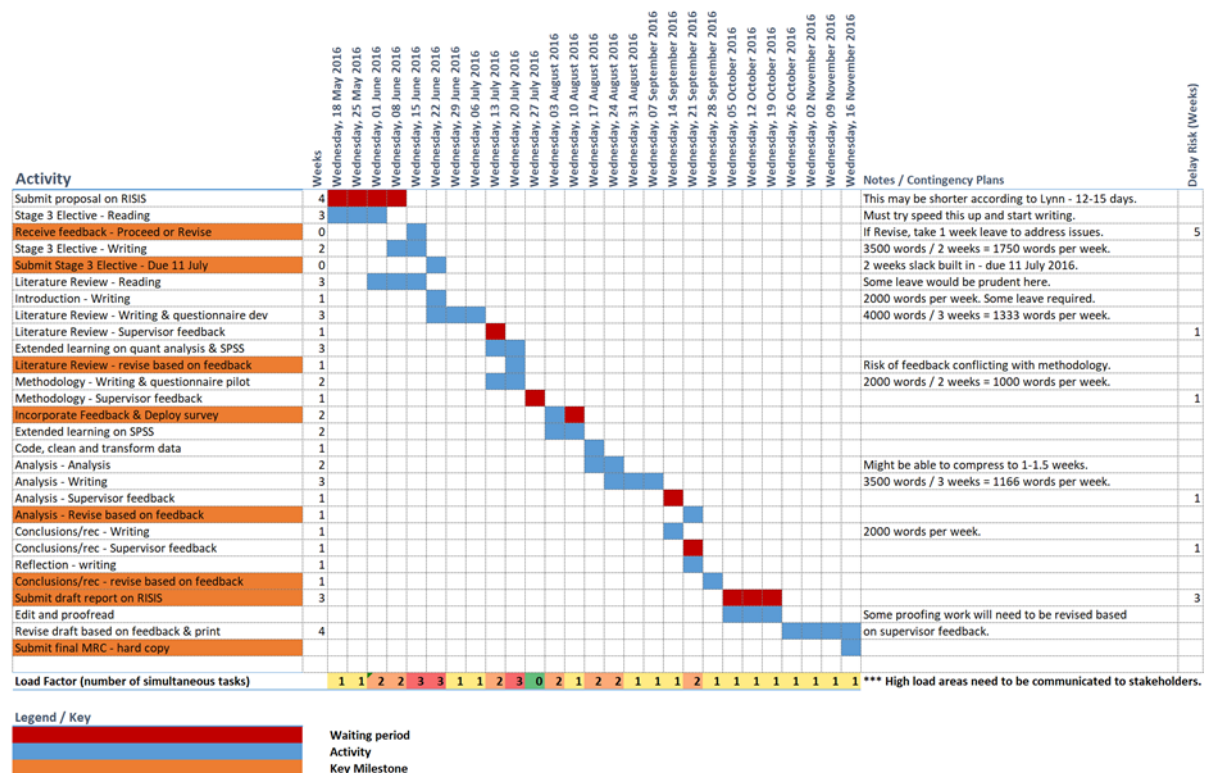 Wednesday, 18 May 2016
Wednesday, 25 May 2016
Wednesday, 01 June 2016
Wednesday, 08 June 2016
Wednesday, 15 June 2016
Wednesday, 22 June 2016
Wednesday, 29 June 2016
Wednesday, 06 July 2016
Wednesday, 13 July 2016
Wednesday, 20 July 2016
Wednesday, 27 July 2016
Wednesday, 03 August 2016
Wednesday, 10 August 2016
Wednesday, 17 August 2016
Wednesday, 24 August 2016
Wednesday, 31 August 2016
Wednesday, 07 September 2016
Wednesday, 14 September 2016
Wednesday, 21 September 2016
Wednesday, 28 September 2016
Wednesday, 05 October 2016
Wednesday, 12 October 2016
Wednesday, 19 October 2016
Wednesday, 26 October 2016
Wednesday, 02 November 2016
Wednesday, 09 November 2016
Wednesday, 16 November 2016
Activity Weeks Notes / Contingency Plans Delay Risk (Weeks)
Submit proposal on RISIS 4 This may be shorter according to Lynn - 12-15 days.
Stage 3 Elective - Reading 3 Must try speed this up and start writing.
Receive feedback - Proceed or Revise 0 If Revise, take 1 week leave to address issues. 5
Stage 3 Elective - Writing 2 3500 words / 2 weeks = 1750 words per week.
Submit Stage 3 Elective - Due 11 July 0 2 weeks slack built in - due 11 July 2016.
Literature Review - Reading 3 Some leave would be prudent here.
Introduction - Writing 1 2000 words per week. Some leave required.
Literature Review - Writing & questionnaire dev 3 4000 words / 3 weeks = 1333 words per week.
Literature Review - Supervisor feedback 1 1
Extended learning on quant analysis & SPSS 3
Literature Review - revise based on feedback 1 Risk of feedback conflicting with methodology.
Methodology - Writing & questionnaire pilot 2 2000 words / 2 weeks = 1000 words per week.
Methodology - Supervisor feedback 1 1
Incorporate Feedback & Deploy survey 2
Extended learning on SPSS 2
Code, clean and transform data 1
Analysis - Analysis 2 Might be able to compress to 1-1.5 weeks.
Analysis - Writing 3 3500 words / 3 weeks = 1166 words per week.
Analysis - Supervisor feedback 1 1
Analysis - Revise based on feedback 1
Conclusions/rec - Writing 1 2000 words per week.
Conclusions/rec - Supervisor feedback 1 1
Reflection - writing 1
Conclusions/rec - revise based on feedback 1
Submit draft report on RISIS 3 3
Edit and proofread Some proofing work will need to be revised based
Revise draft based on feedback & print 4 on supervisor feedback.
Submit final MRC - hard copy
Load Factor (number of simultaneous tasks) 1 1 2 2 3 3 1 1 2 3 0 2 1 2 2 1 1 1 2 1 1 1 1 1 1 1 1 *** High load areas need to be communicated to stakeholders.
Legend / Key
Waiting period
Activity
Key Milestone